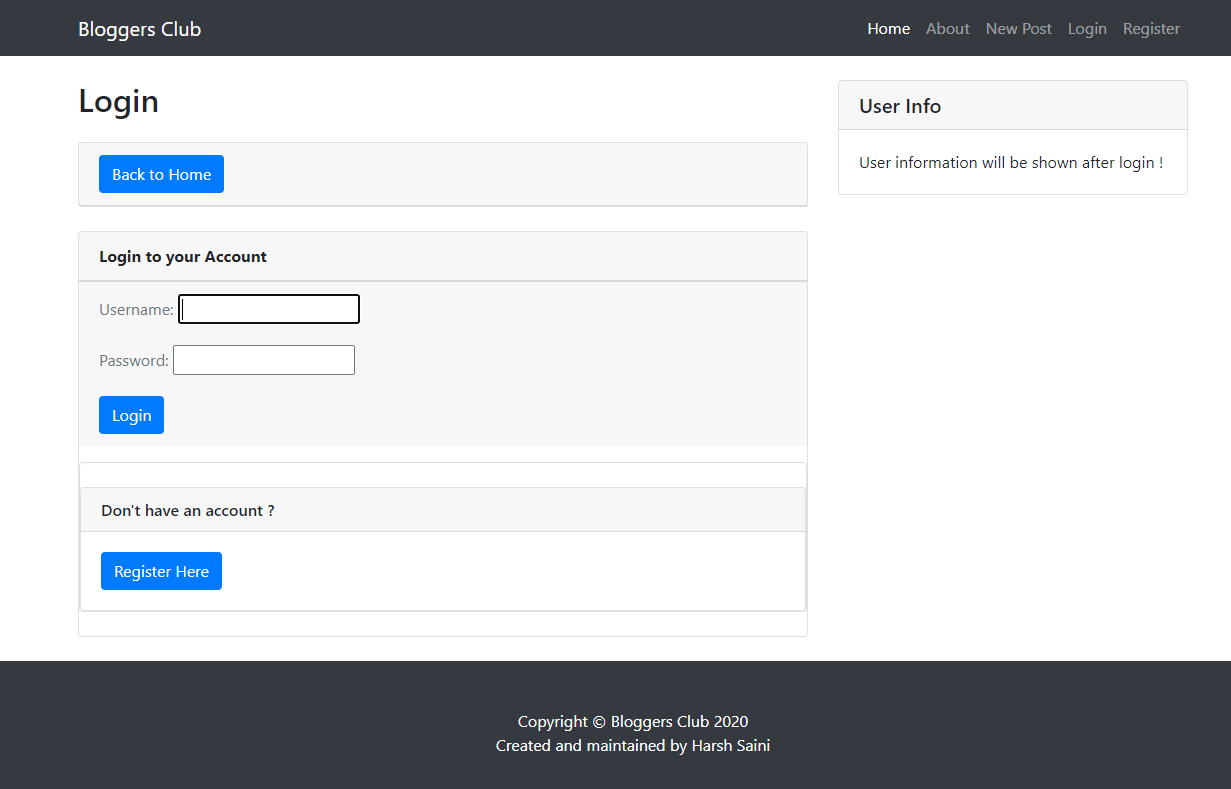 Bloggers Club
Home About New Post Login Register
Login
Back to Home
Login to your Account
Username:
Password:
Login
Don't have an account ?
Register Here
User Info
User information will be shown after login !
Copyright © Bloggers Club 2020
Created and maintained by Harsh Saini